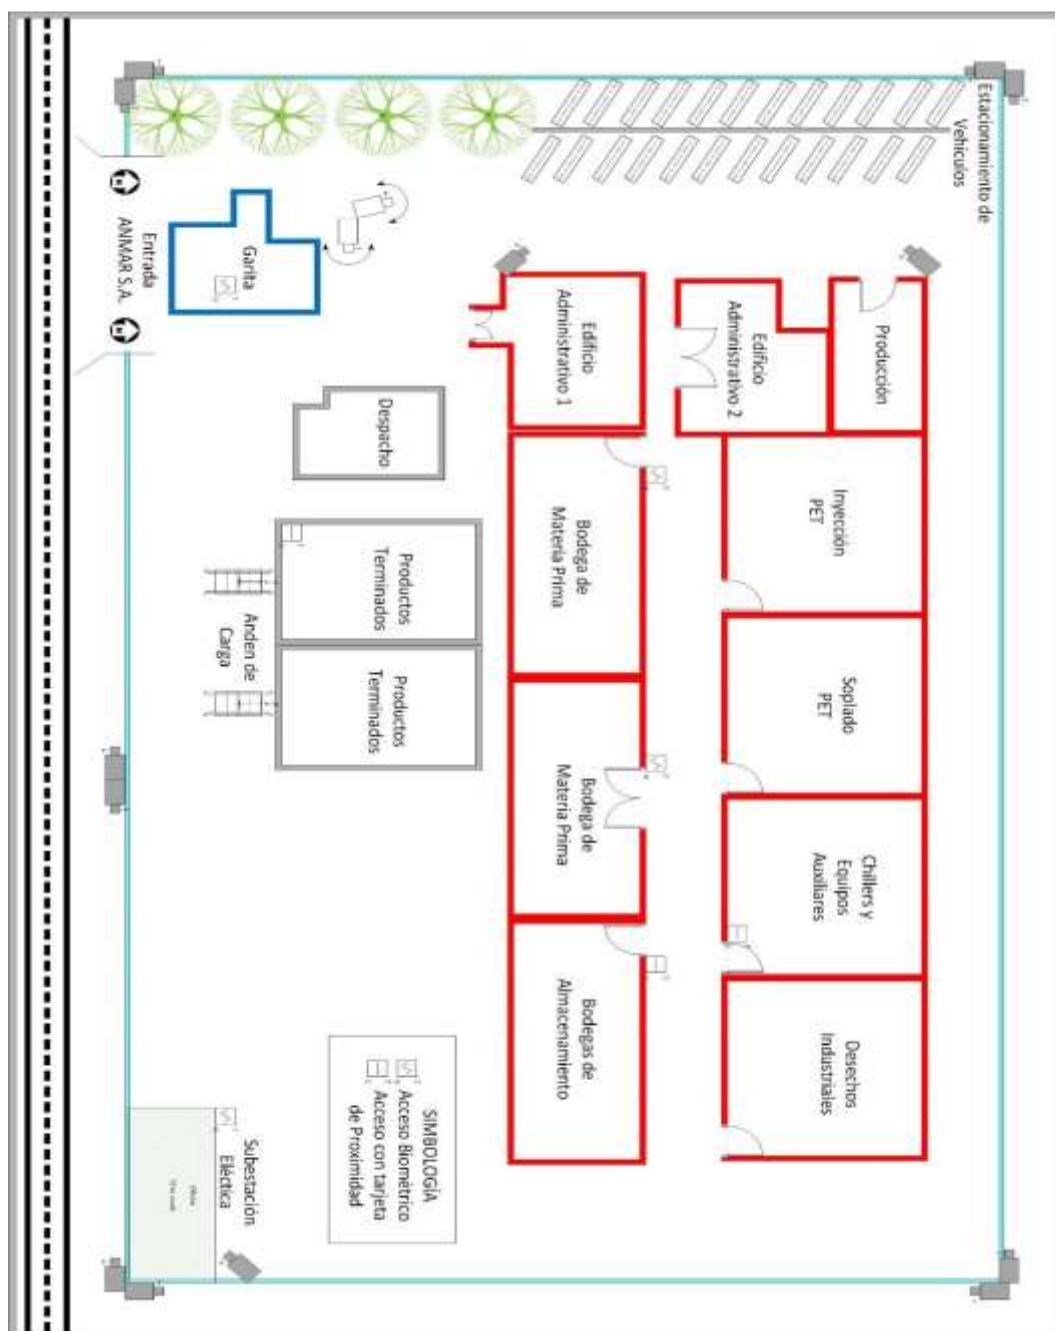 Estacionamiento de
Vehículos
Producción
Edificio
Administrativo 2
Inyección
PET
Soplado
PET
Chillers y
Equipos
Auxiliares
Desechos
Industriales
Edificio
Administrativo 1
Bodega de
Materia Prima
Bodega de
Materia Prima
Bodegas de
Almacenamiento
Despacho
Productos
Terminados
Productos
Terminados
Anden de
Carga
SIMBOLOGÍA
Acceso Biométrico
Acceso con tarjeta
de Proximidad
Garita
Entrada
ANMAR S.A.
Subestación
Eléctica